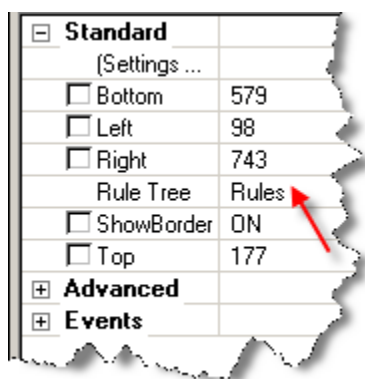 Standard
(Settings ...
Bottom 579
Left 98
Right 743
Rule Tree Rules
ShowBorder ON
Top 177
Advanced
Events